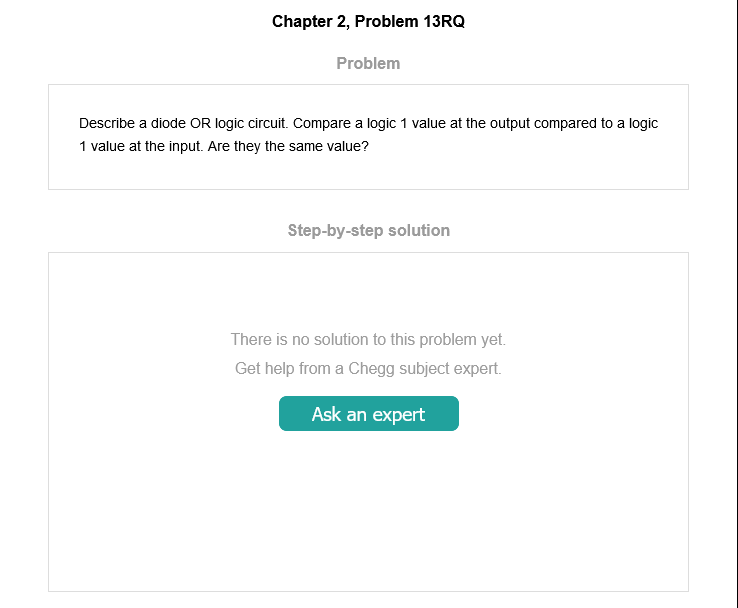 Chapter 2, Problem 13RQ
Problem
Describe a diode OR logic circuit. Compare a logic 1 value at the output compared to a logic
1 value at the input. Are they the same value?
Step-by-step solution
There is no solution to this problem yet.
Get help from a Chegg subject expert.
Ask an expert